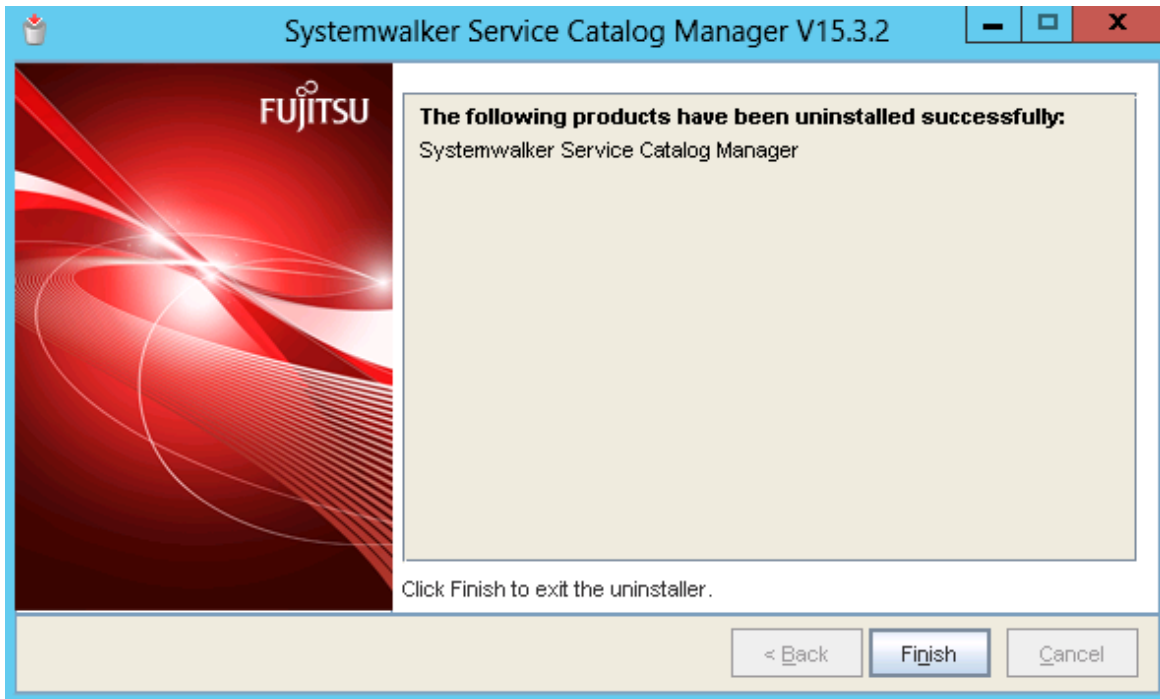 Systemwalker Service Catalog Manager V15.3.2
FUJITSU
The following products have been uninstalled successfully:
Systemwalker Service Catalog Manager
Click Finish to exit the uninstaller.
< Back
Finish
Cancel